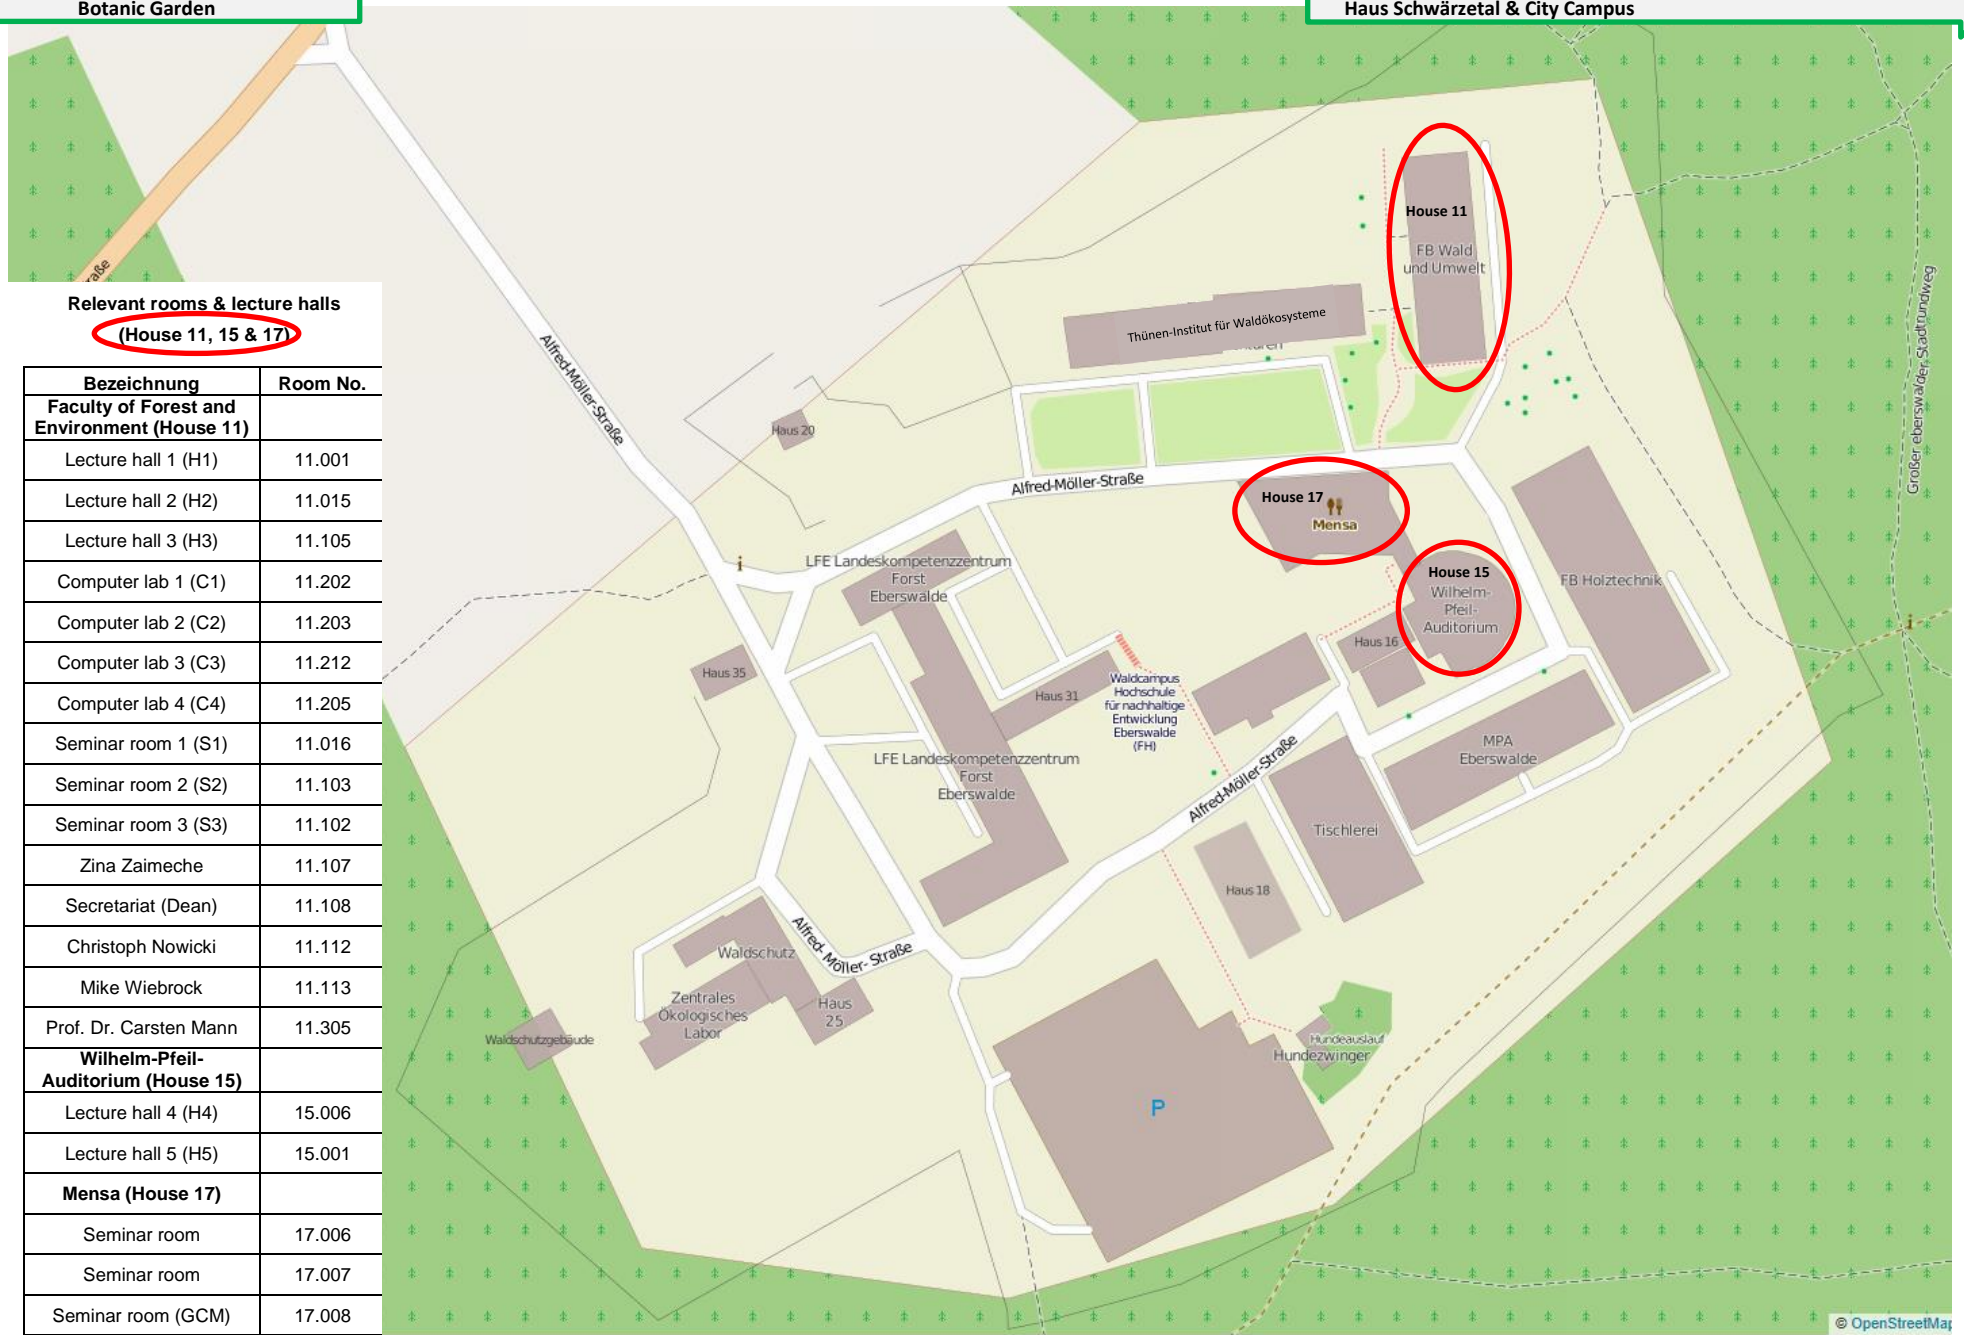 Botanic Garden
Haus Schwärzetal & City Campus
aße
Relevant rooms & lecture halls
(House 11, 15 & 17)
Bezeichnung Room No.
Faculty of Forest and
Environment (House 11)
Lecture hall 1 (H1) 11.001
Lecture hall 2 (H2) 11.015
Lecture hall 3 (H3) 11.105
Computer lab 1 (C1) 11.202
Computer lab 2 (C2) 11.203
Computer lab 3 (C3) 11.212
Computer lab 4 (C4) 11.205
Seminar room 1 (S1) 11.016
Seminar room 2 (S2) 11.103
Seminar room 3 (S3) 11.102
Zina Zaimeche 11.107
Secretariat (Dean) 11.108
Christoph Nowicki 11.112
Mike Wiebrock 11.113
Prof. Dr. Carsten Mann 11.305
Wilhelm-Pfeil-
Auditorium (House 15)
Lecture hall 4 (H4) 15.006
Lecture hall 5 (H5) 15.001
Mensa (House 17)
Seminar room 17.006
Seminar room 17.007
Seminar room (GCM) 17.008
House 11
FB Wald
und Umwelt
Thünen-Institut für Waldökosysteme
Alfred-Möller-Straße
Haus 20
Alfred-Möller-Straße
House 17
Mensa
House 15
Wilhelm-
Pfeil-
Auditorium
FB Holztechnik
Großer eberswalder Stadtrundweg
i
i
LFE Landeskompetenzzentrum
Forst
Eberswalde
Haus 16
Haus 35
Haus 31
Waldcampus
Hochschule
für nachhaltige
Entwicklung
Eberswalde
(FH)
LFE Landeskompetenzzentrum
Forst
Eberswalde
MPA
Eberswalde
Alfred-Möller-Straße
Tischlerei
Haus 18
Alfred- Möller- Straße
Waldschutz
Zentrales
Ökologisches
Labor
Haus
25
Waldschutzgebäude
Hundeauslauf
Hundezwinger
P
© OpenStreetMap